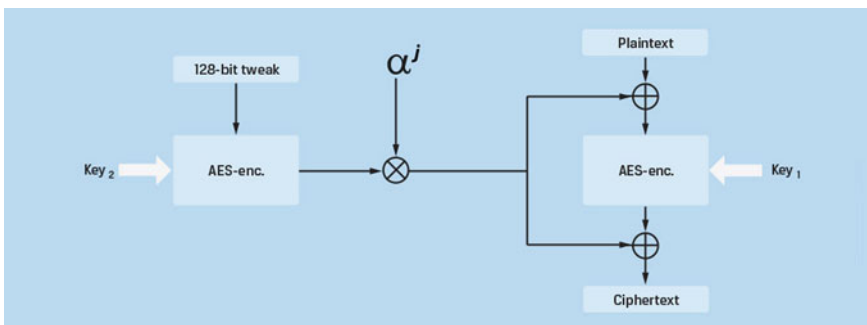 128-bit tweak
α^j
Plaintext
Key 2
AES-enc.
AES-enc.
Key 1
Ciphertext